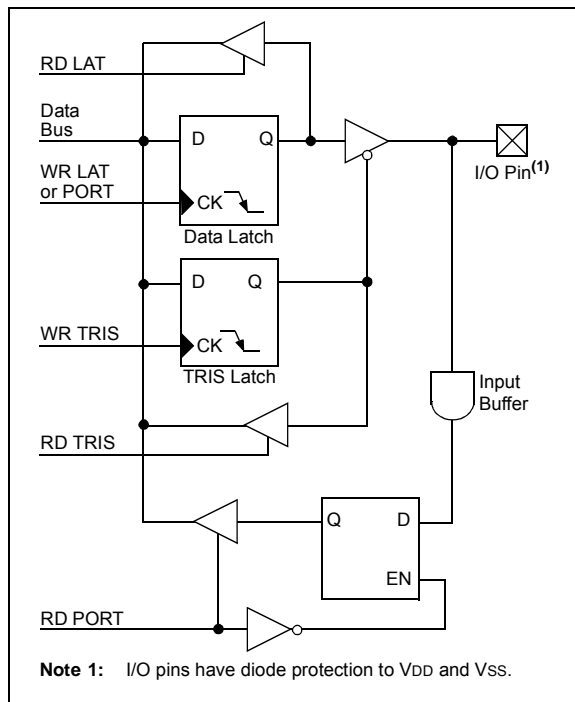 RD LAT
Data
Bus
D Q
WR LAT
or PORT
CK
Data Latch
I/O Pin(1)
D Q
WR TRIS
CK
TRIS Latch
Input
Buffer
RD TRIS
Q D
EN
RD PORT
Note 1: I/O pins have diode protection to VDD and VSS.